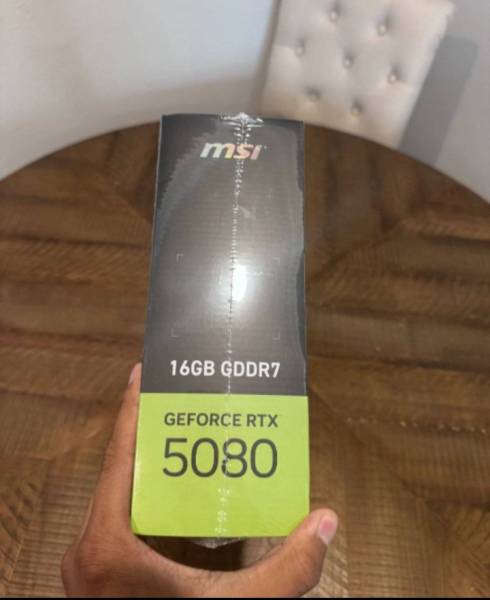 msi
16GB GDDR7
GEFORCE RTX
5080